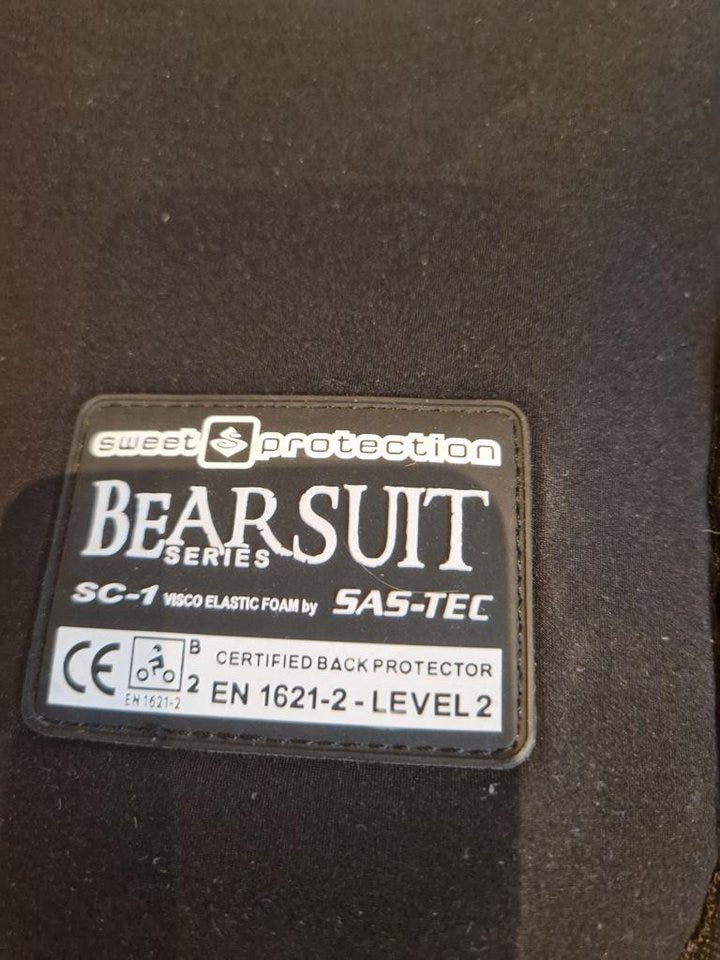 sweet protection
BEARSUIT
SERIES
SC-1 VISCO ELASTIC FOAM by SAS-TEC
CE B CERTIFIED BACK PROTECTOR
2 EN 1621-2 - LEVEL 2
EN 1621-2